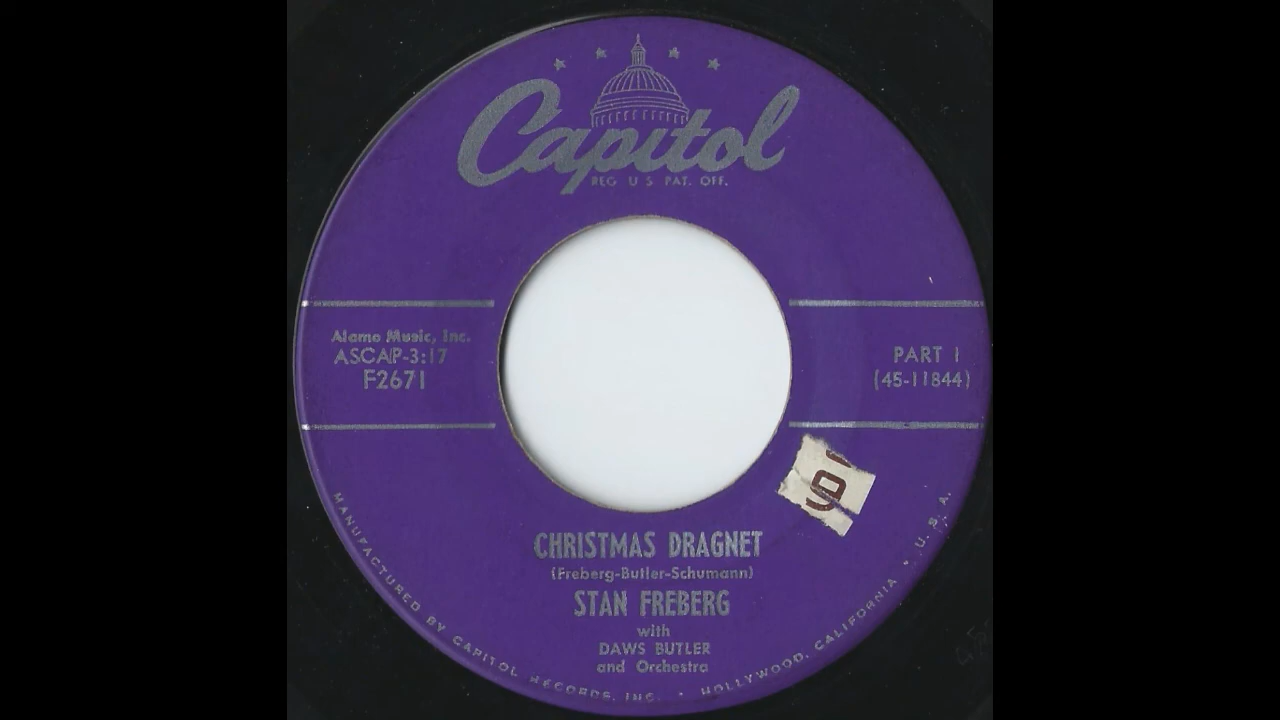 Capitol
REG U S PAT. OFF.
Alamo Music, Inc.
ASCAP-3:17
F2671
PART 1
(45-11844)
CHRISTMAS DRAGNET
(Freberg-Butler-Schumann)
STAN FREBERG
with
DAWS BUTLER
and Orchestra
MANUFACTURED BY CAPITOL RECORDS, INC. • HOLLYWOOD, CALIFORNIA • U. S. A.